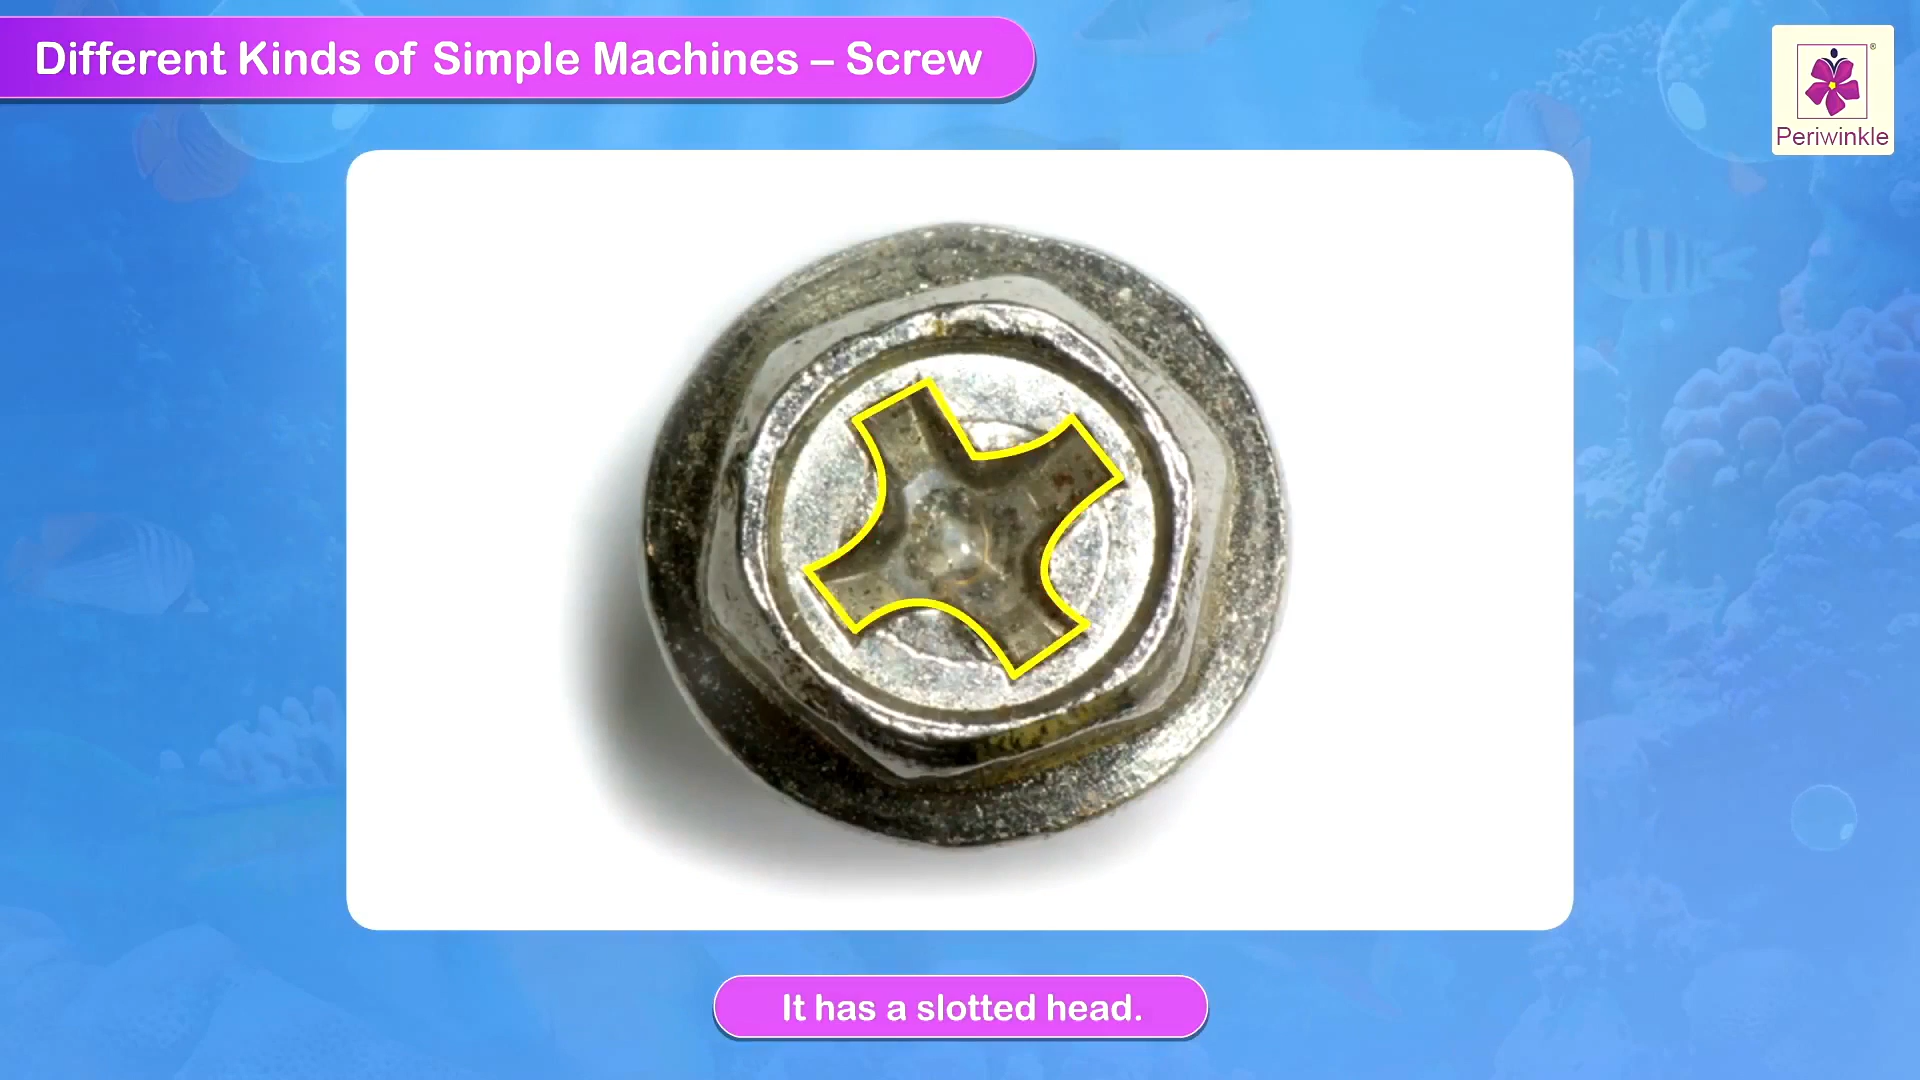 Different Kinds of Simple Machines – Screw
®
Periwinkle
It has a slotted head.